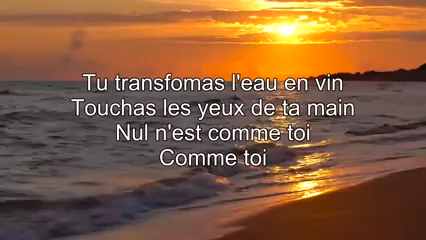 Tu transfomas l'eau en vin
Touchas les yeux de ta main
Nul n'est comme toi
Comme toi